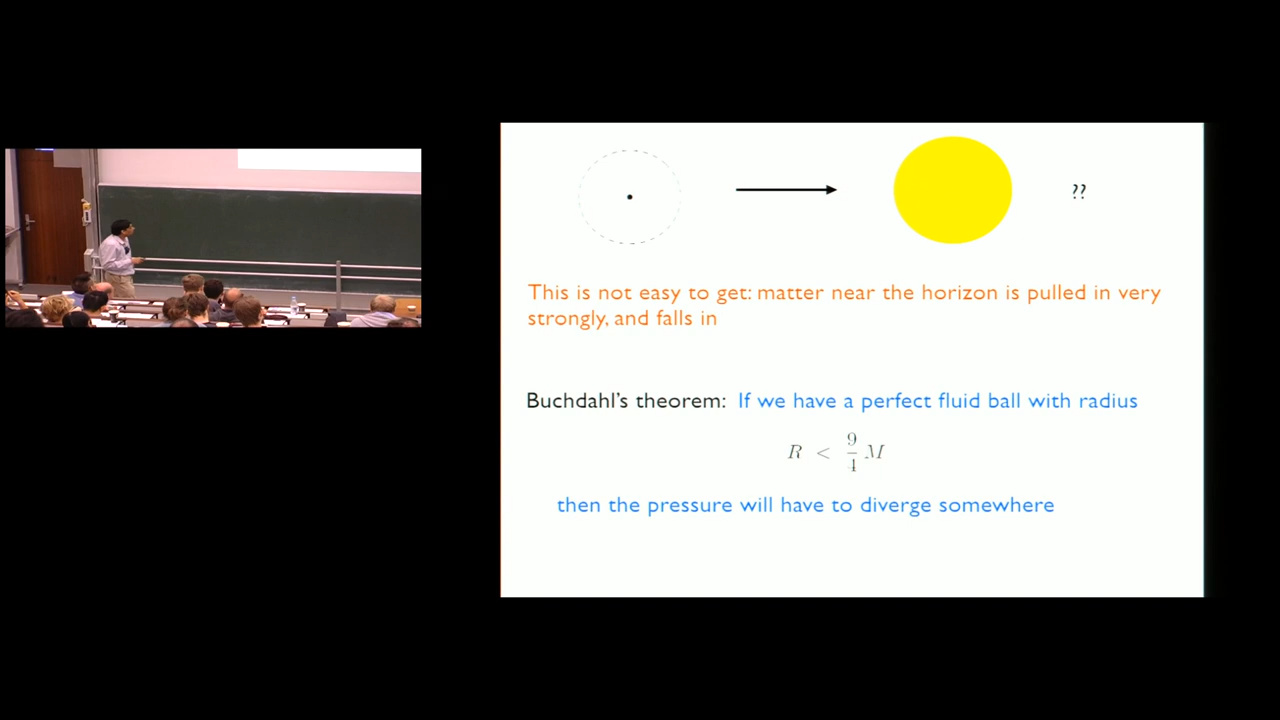 ??
This is not easy to get: matter near the horizon is pulled in very
strongly, and falls in
Buchdahl's theorem: If we have a perfect fluid ball with radius
R < 9/4 M
then the pressure will have to diverge somewhere